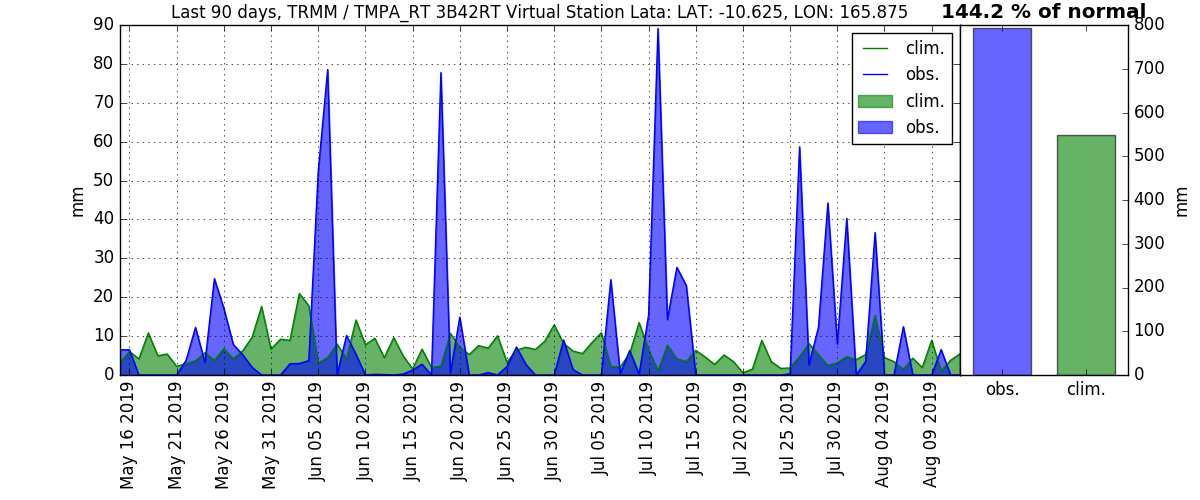 Last 90 days, TRMM / TMPA_RT 3B42RT Virtual Station Lata: LAT: -10.625, LON: 165.875
144.2 % of normal
90
80
70
60
50
40
30
20
10
0
mm
clim.
obs.
clim.
obs.
May 16 2019
May 21 2019
May 26 2019
May 31 2019
Jun 05 2019
Jun 10 2019
Jun 15 2019
Jun 20 2019
Jun 25 2019
Jun 30 2019
Jul 05 2019
Jul 10 2019
Jul 15 2019
Jul 20 2019
Jul 25 2019
Jul 30 2019
Aug 04 2019
Aug 09 2019
800
700
600
500
400
300
200
100
0
mm
obs.
clim.